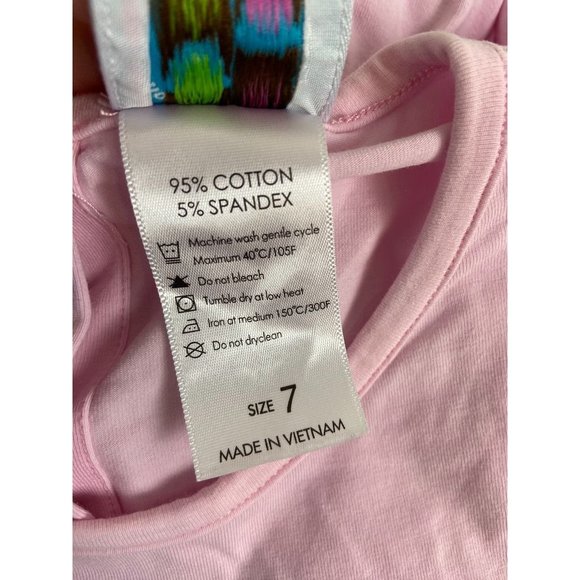 95% COTTON
5% SPANDEX
Machine wash gentle cycle
Maximum 40°C/105F
Do not bleach
Tumble dry at low heat
Iron at medium 150°C/300F
Do not dryclean
SIZE 7
MADE IN VIETNAM